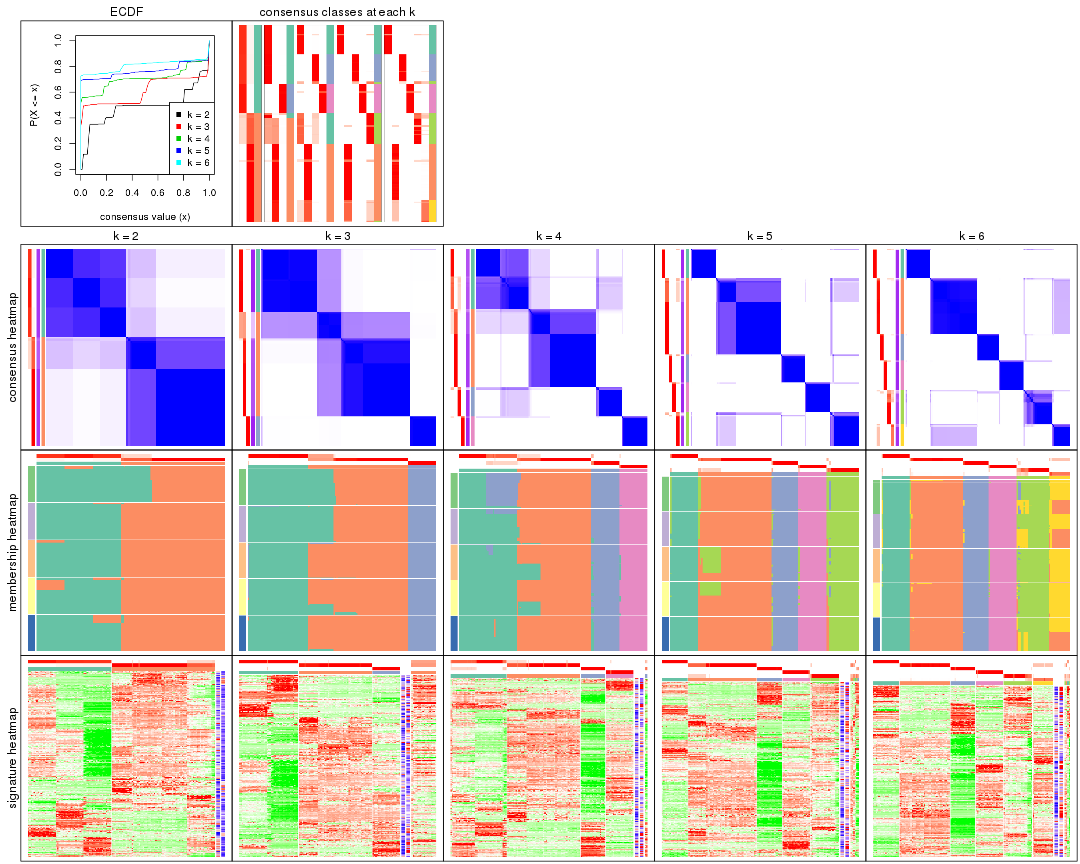 ECDF
consensus classes at each k
P(X <= x)
0.0 0.2 0.4 0.6 0.8 1.0
k = 2
k = 3
k = 4
k = 5
k = 6
0.0 0.2 0.4 0.6 0.8 1.0
consensus value (x)
k = 2
k = 3
k = 4
k = 5
k = 6
consensus heatmap
membership heatmap
signature heatmap